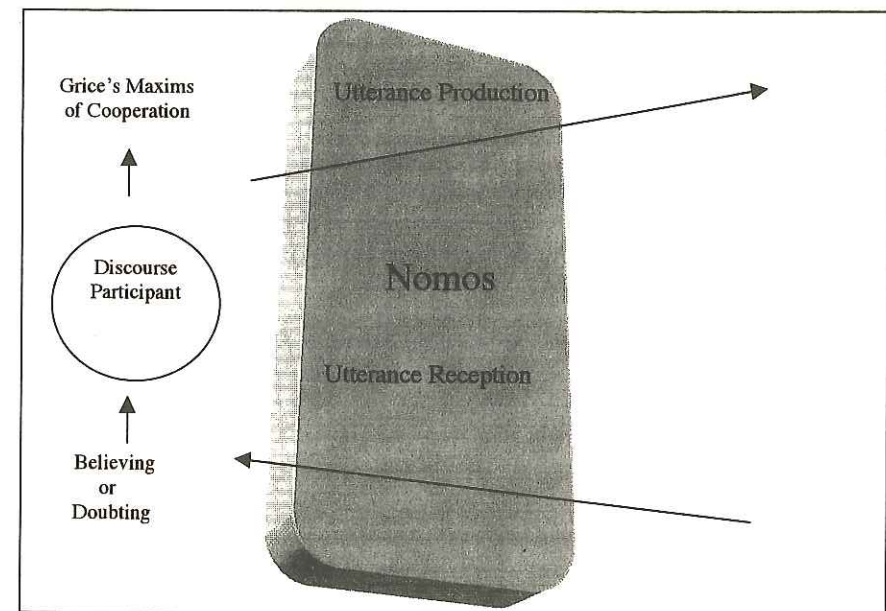 Grice's Maxims
of Cooperation
Utterance Production
Discourse
Participant
Nomos
Utterance Reception
Believing
or
Doubting